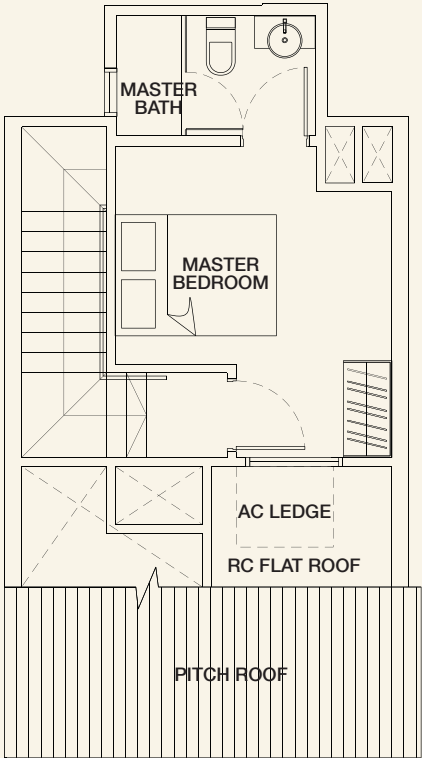 MASTER
BATH
MASTER
BEDROOM
AC LEDGE
RC FLAT ROOF
PITCH ROOF